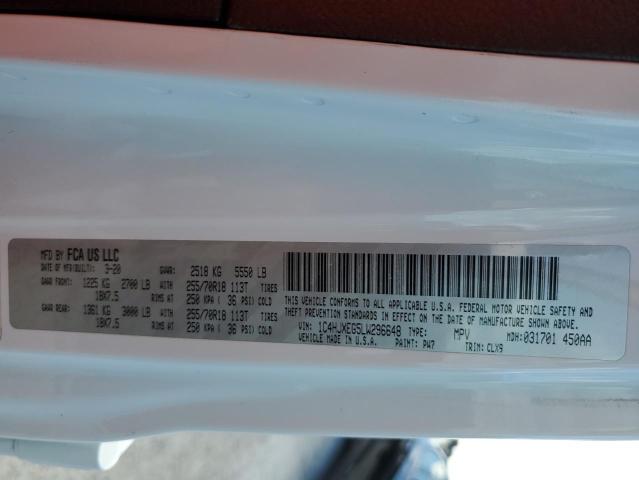 MFD BY FCA US LLC
DATE OF MFR(BUILT): 3-20 GVWR: 2518 KG 5550 LB
GAWR FRONT: 1225 KG 2700 LB 255/70R18 113T TIRES
18X7.5 RIMS AT 250 KPA ( 36 PSI) COLD
GAWR REAR: 1361 KG 3000 LB 255/70R18 113T TIRES
18X7.5 RIMS AT 250 KPA ( 36 PSI) COLD
THIS VEHICLE CONFORMS TO ALL APPLICABLE U.S.A. FEDERAL MOTOR VEHICLE SAFETY AND
THEFT PREVENTION STANDARDS IN EFFECT ON THE DATE OF MANUFACTURE SHOWN ABOVE.
VIN: 1C4HJXEG5LW296648 TYPE: MPV MDH: 031701 450AA
VEHICLE MADE IN U.S.A. PAINT: PW7 TRIM: CLX9